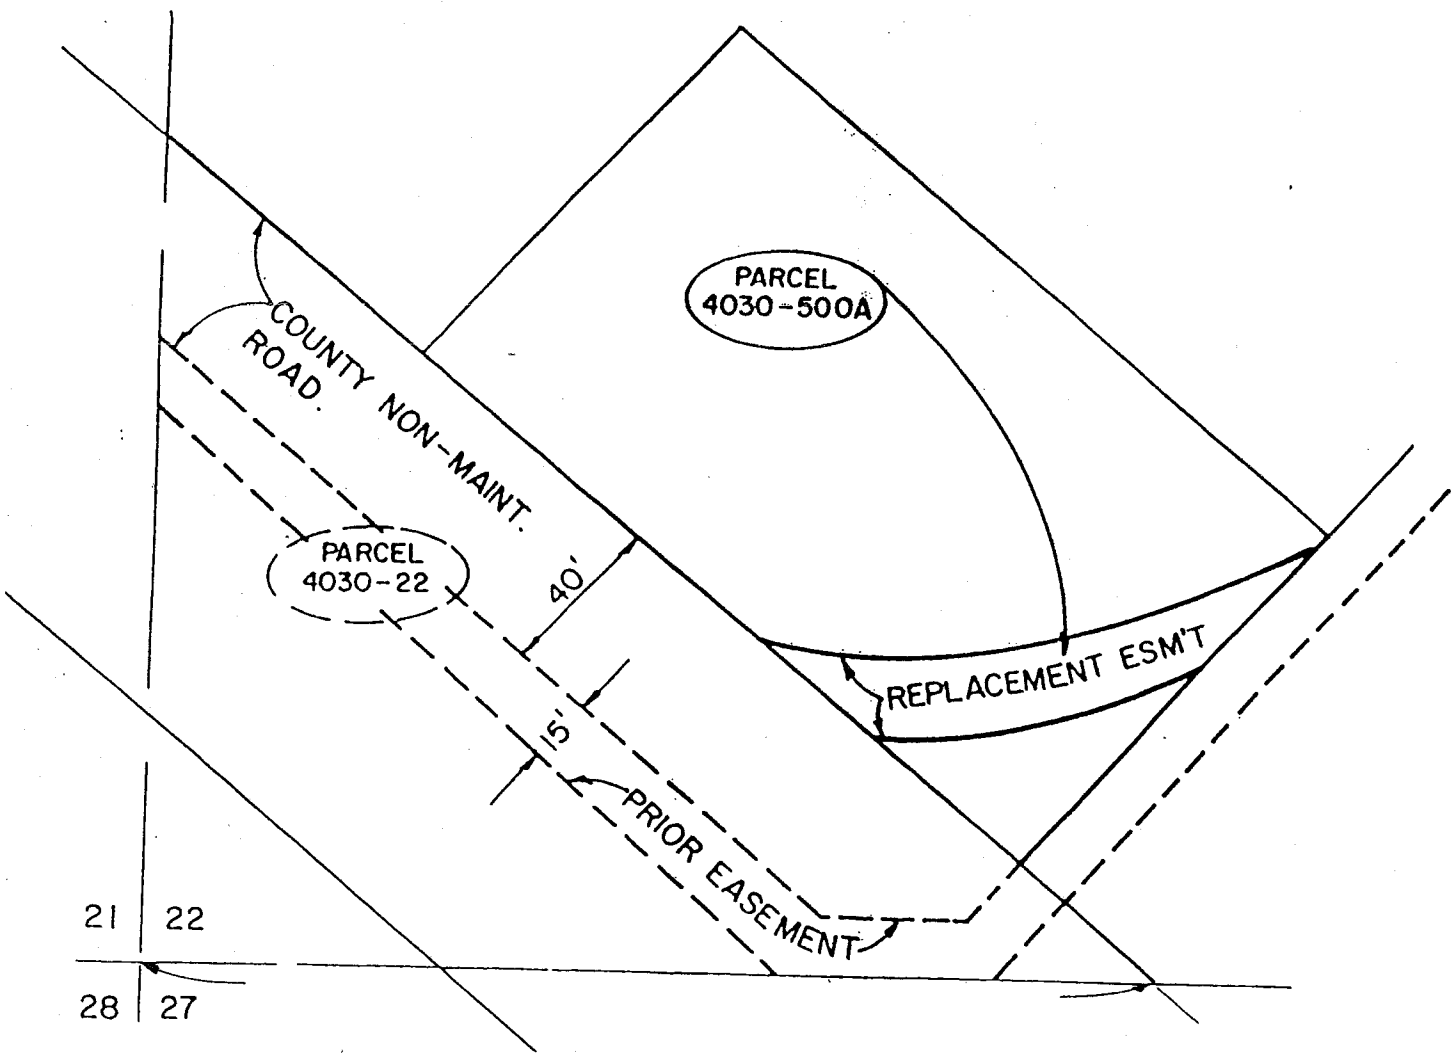 PARCEL
4030-500A
COUNTY NON-MAINT.
ROAD.
PARCEL
4030-22
40'
15'
REPLACEMENT ESM'T
PRIOR EASEMENT
21 22
28 27